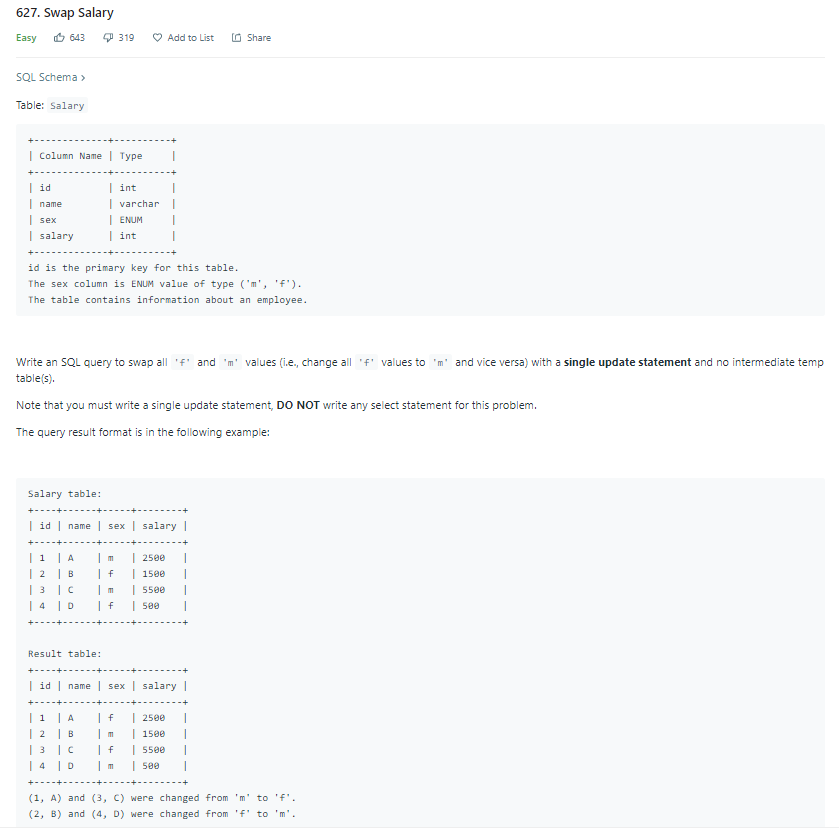 627. Swap Salary
Easy 643 319 Add to List Share
SQL Schema >
Table: Salary
+-------------+----------+
| Column Name | Type     |
+-------------+----------+
| id          | int      |
| name        | varchar  |
| sex         | ENUM     |
| salary      | int      |
+-------------+----------+
id is the primary key for this table.
The sex column is ENUM value of type ('m', 'f').
The table contains information about an employee.
Write an SQL query to swap all 'f' and 'm' values (i.e., change all 'f' values to 'm' and vice versa) with a single update statement and no intermediate temp
table(s).
Note that you must write a single update statement, DO NOT write any select statement for this problem.
The query result format is in the following example:
Salary table:
+----+------+-----+--------+
| id | name | sex | salary |
+----+------+-----+--------+
| 1  | A    | m   | 2500   |
| 2  | B    | f   | 1500   |
| 3  | C    | m   | 5500   |
| 4  | D    | f   | 500    |
+----+------+-----+--------+
Result table:
+----+------+-----+--------+
| id | name | sex | salary |
+----+------+-----+--------+
| 1  | A    | f   | 2500   |
| 2  | B    | m   | 1500   |
| 3  | C    | f   | 5500   |
| 4  | D    | m   | 500    |
+----+------+-----+--------+
(1, A) and (3, C) were changed from 'm' to 'f'.
(2, B) and (4, D) were changed from 'f' to 'm'.